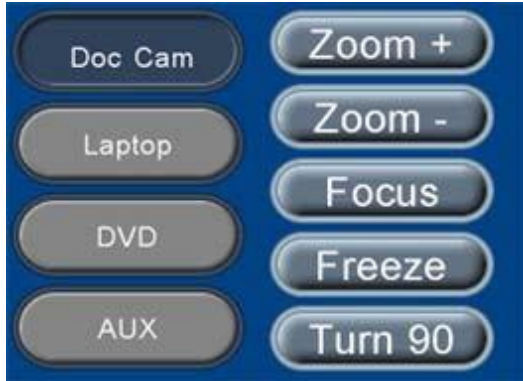 Doc Cam
Laptop
DVD
AUX
Zoom +
Zoom -
Focus
Freeze
Turn 90